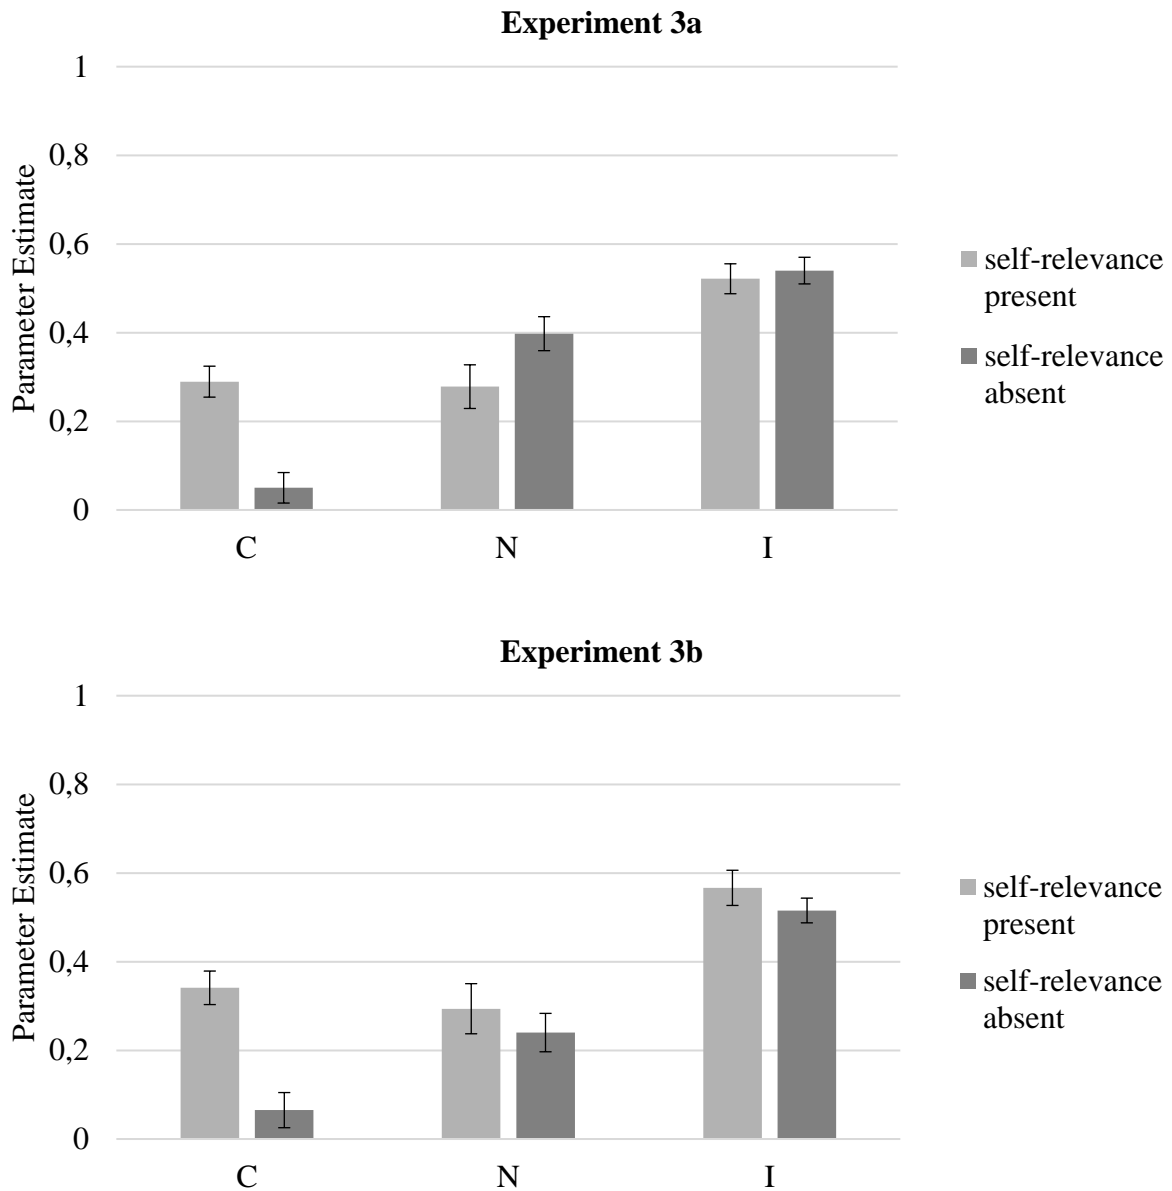 Experiment 3a
Parameter Estimate
1
0,8
0,6
0,4
0,2
0
C
N
I
self-relevance
present
self-relevance
absent
Experiment 3b
Parameter Estimate
1
0,8
0,6
0,4
0,2
0
C
N
I
self-relevance
present
self-relevance
absent